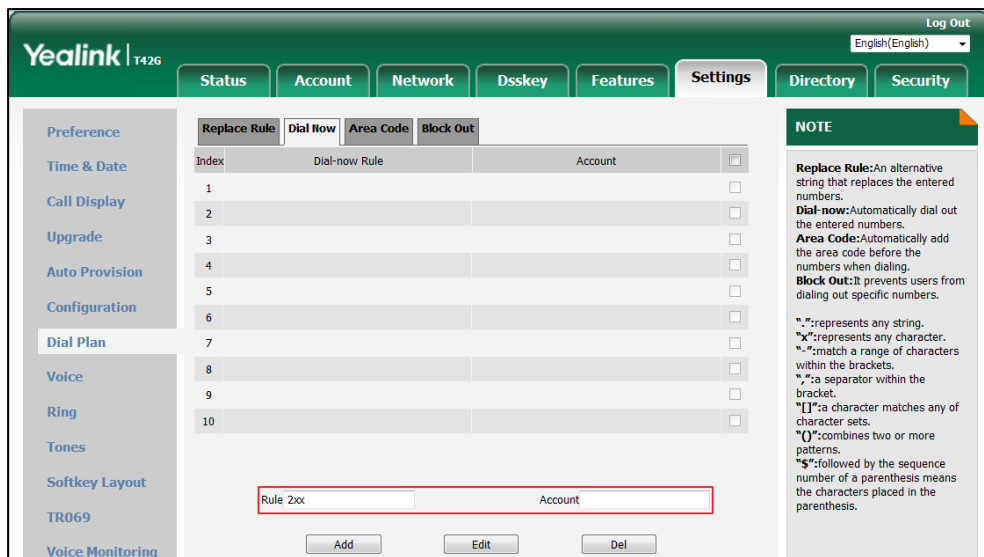 Log Out
English(English)
Yealink | T42G
Status Account Network Dsskey Features Settings Directory Security
Preference
Time & Date
Call Display
Upgrade
Auto Provision
Configuration
Dial Plan
Voice
Ring
Tones
Softkey Layout
TR069
Voice Monitoring
Replace Rule Dial Now Area Code Block Out
Index Dial-now Rule Account
1
2
3
4
5
6
7
8
9
10
Rule 2xx Account
Add Edit Del
NOTE
Replace Rule:An alternative
string that replaces the entered
numbers.
Dial-now:Automatically dial out
the entered numbers.
Area Code:Automatically add
the area code before the
numbers when dialing.
Block Out:It prevents users from
dialing out specific numbers.
".":represents any string.
"x":represents any character.
"-":match a range of characters
within the brackets.
",":a separator within the
bracket.
"[]":a character matches any of
character sets.
"()":combines two or more
patterns.
"$":followed by the sequence
number of a parenthesis means
the characters placed in the
parenthesis.